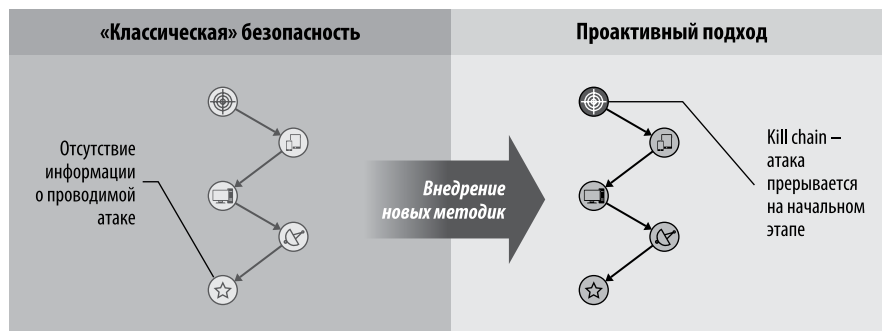 «Классическая» безопасность
Проактивный подход
Отсутствие
информации
о проводимой
атаке
Внедрение
новых методик
Kill chain –
атака
прерывается
на начальном
этапе